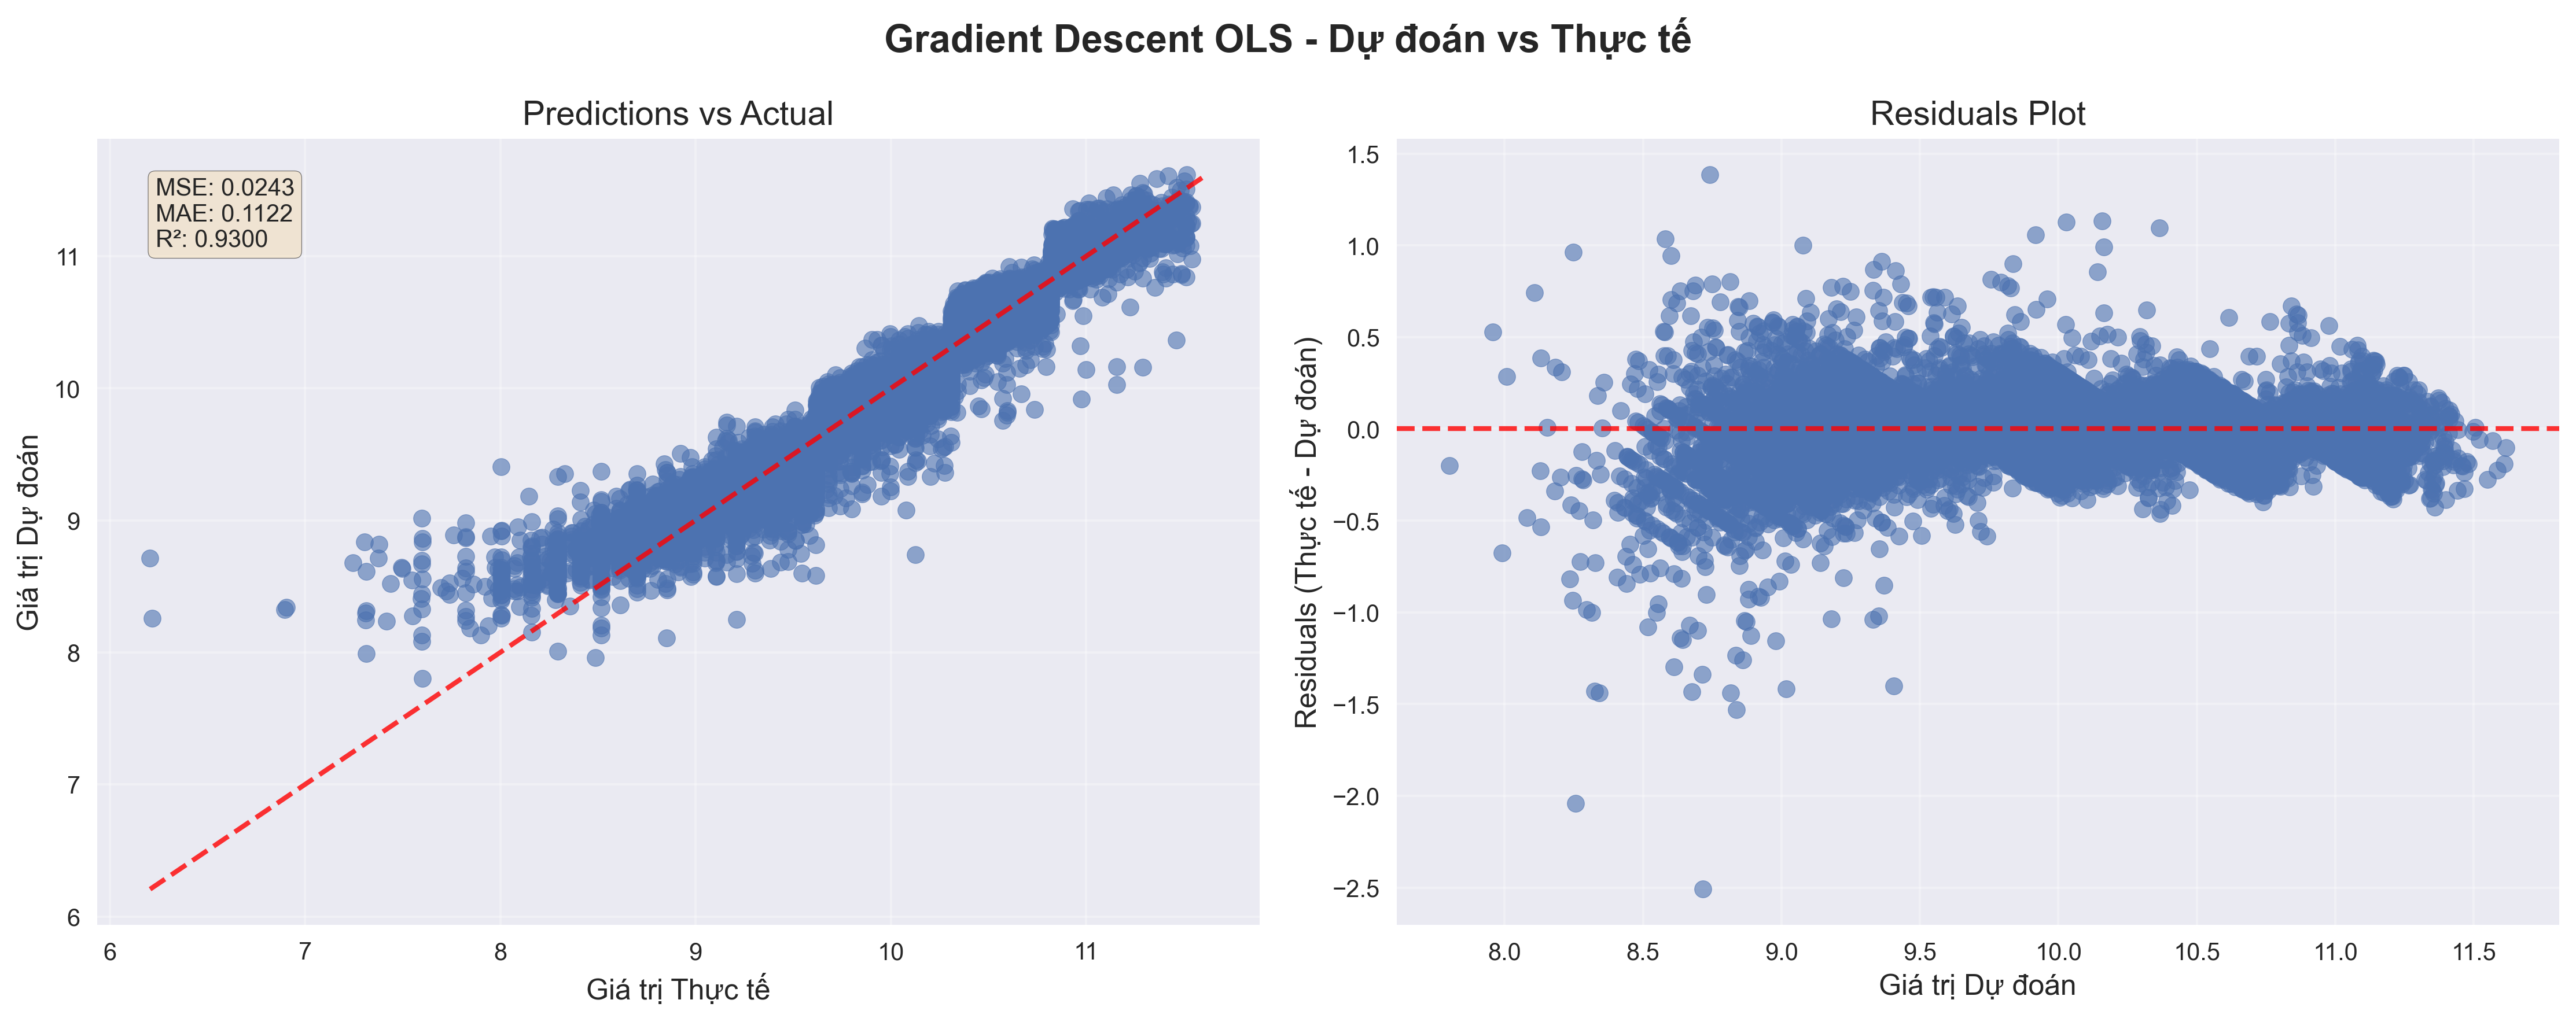 Gradient Descent OLS - Dự đoán vs Thực tế
Predictions vs Actual
MSE: 0.0243
MAE: 0.1122
R²: 0.9300
Giá trị Dự đoán
11
10
9
8
7
6
6 7 8 9 10 11
Giá trị Thực tế
Residuals Plot
Residuals (Thực tế - Dự đoán)
1.5
1.0
0.5
0.0
−0.5
−1.0
−1.5
−2.0
−2.5
8.0 8.5 9.0 9.5 10.0 10.5 11.0 11.5
Giá trị Dự đoán